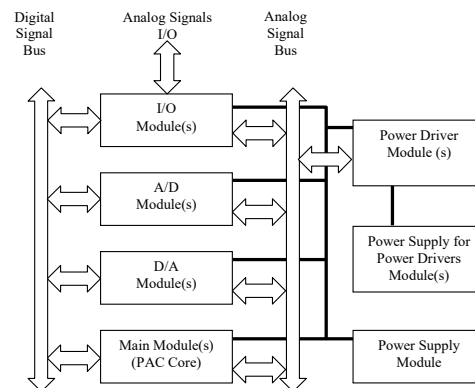 Digital
Signal
Bus
Analog Signals
I/O
Analog
Signal
Bus
I/O
Module(s)
Power Driver
Module (s)
A/D
Module(s)
Power Supply for
Power Drivers
Module(s)
D/A
Module(s)
Main Module(s)
(PAC Core)
Power Supply
Module